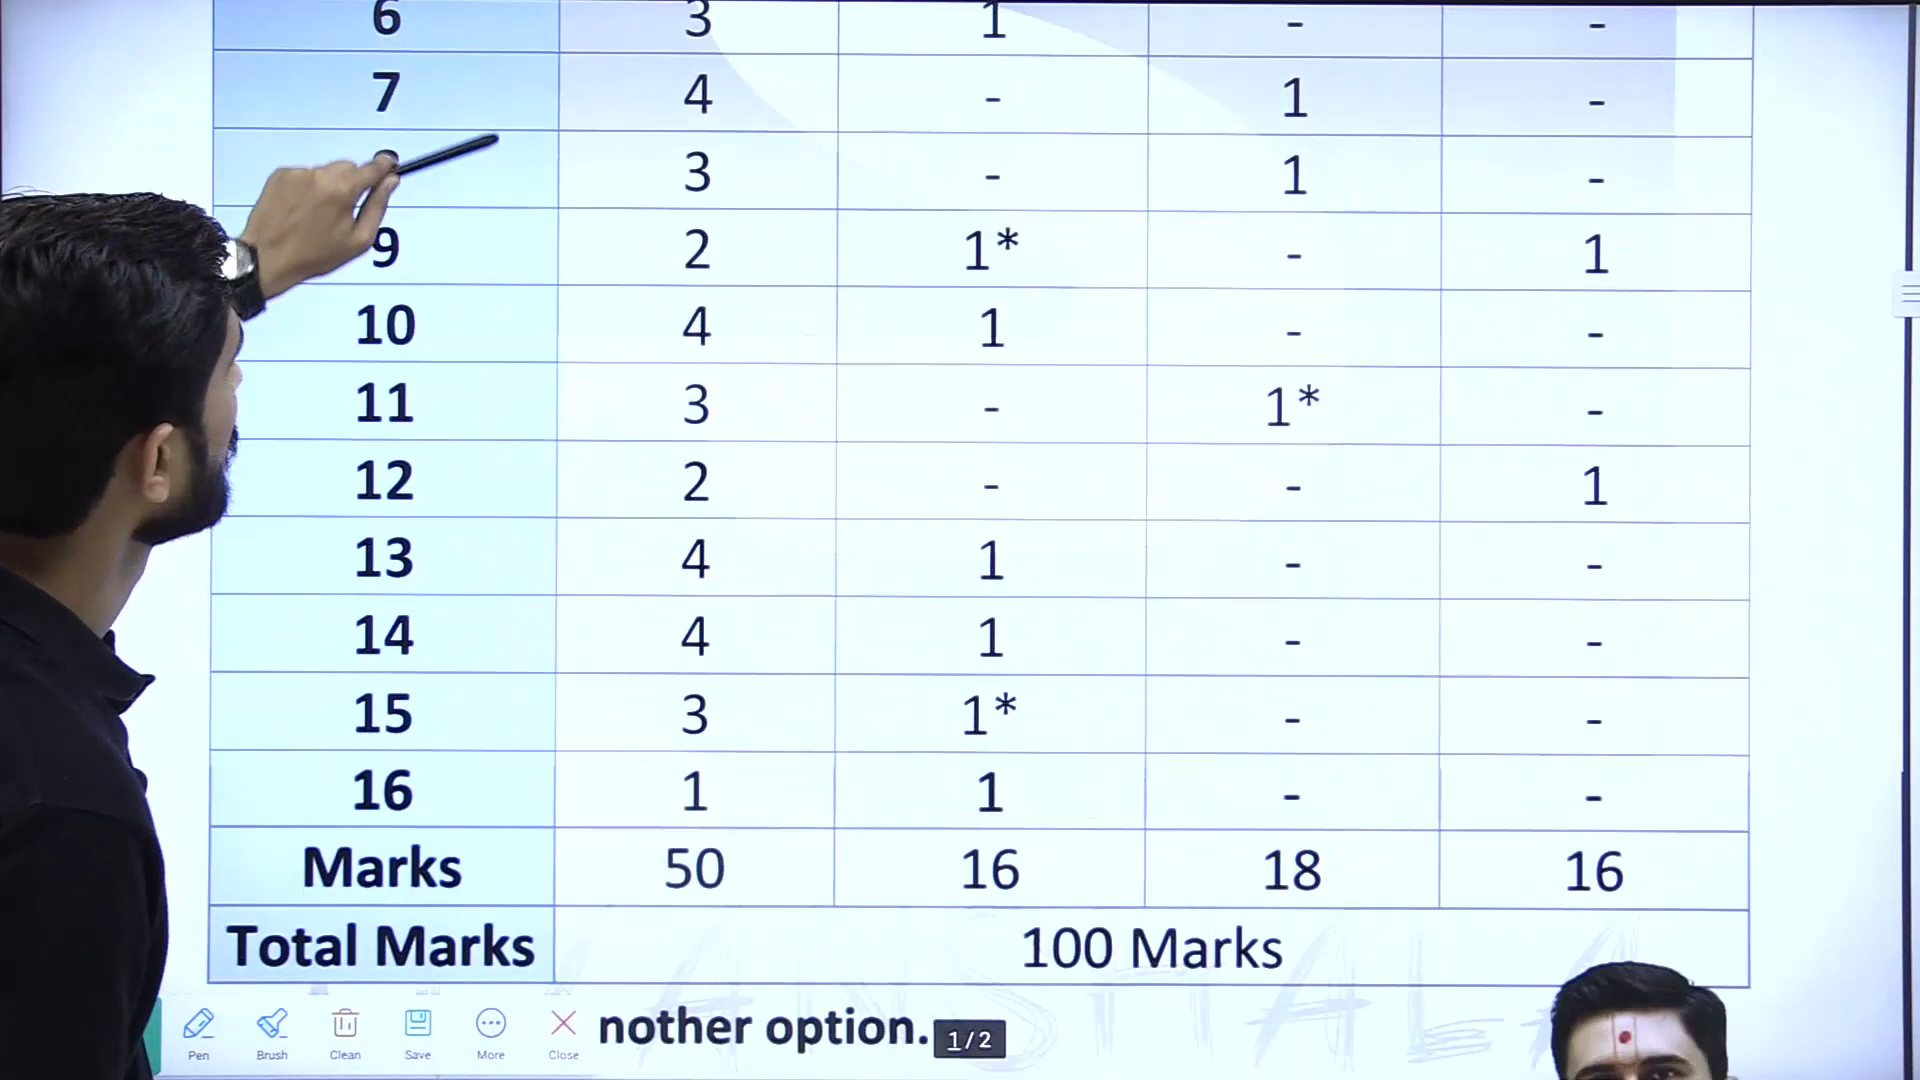 6 3 1 - -
7 4 - 1 -
3 - 1 -
9 2 1* - 1
10 4 1 - -
11 3 - 1* -
12 2 - - 1
13 4 1 - -
14 4 1 - -
15 3 1* - -
16 1 1 - -
Marks 50 16 18 16
Total Marks 100 Marks
nother option. 1/2
Pen Brush Clean Save More Close